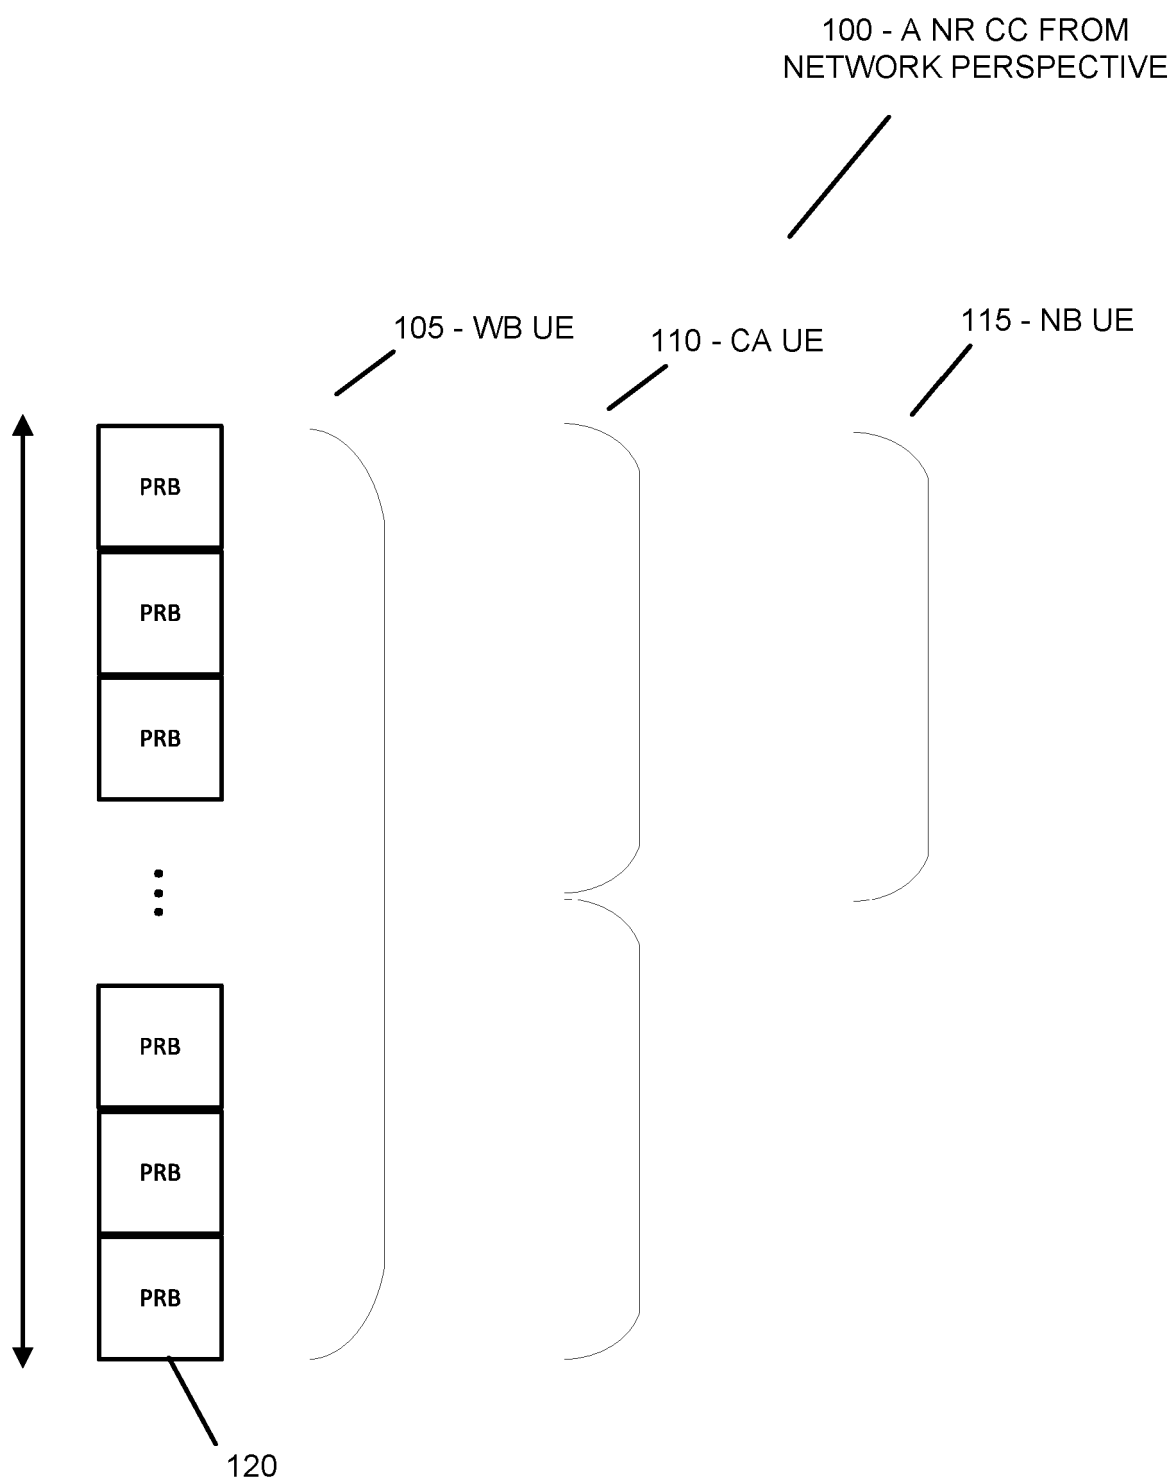 100 - A NR CC FROM
NETWORK PERSPECTIVE
105 - WB UE
110 - CA UE
115 - NB UE
PRB
PRB
PRB
PRB
PRB
PRB
120